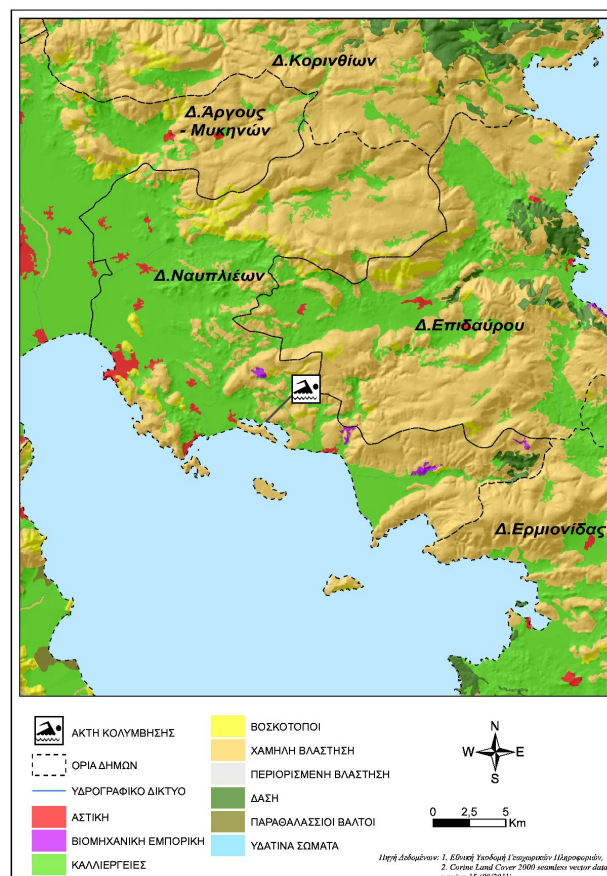 Δ.Κορινθίων
Δ.Άργους
- Μυκηνών
Δ.Ναυπλιέων
Δ.Επιδαύρου
Δ.Ερμιονίδας
ΑΚΤΗ ΚΟΛΥΜΒΗΣΗΣ
ΟΡΙΑ ΔΗΜΩΝ
ΥΔΡΟΓΡΑΦΙΚΟ ΔΙΚΤΥΟ
ΑΣΤΙΚΗ
ΒΙΟΜΗΧΑΝΙΚΗ ΕΜΠΟΡΙΚΗ
ΚΑΛΛΙΕΡΓΕΙΕΣ
ΒΟΣΚΟΤΟΠΟΙ
ΧΑΜΗΛΗ ΒΛΑΣΤΗΣΗ
ΠΕΡΙΟΡΙΣΜΕΝΗ ΒΛΑΣΤΗΣΗ
ΔΑΣΗ
ΠΑΡΑΘΑΛΑΣΣΙΟΙ ΒΑΛΤΟΙ
ΥΔΑΤΙΝΑ ΣΩΜΑΤΑ
N
W E
S
0 2,5 5
Km
Πηγή Δεδομένων: 1. Εθνική Υποδομή Γεωχωρικών Πληροφοριών,
2. Corine Land Cover 2000 seamless vector data